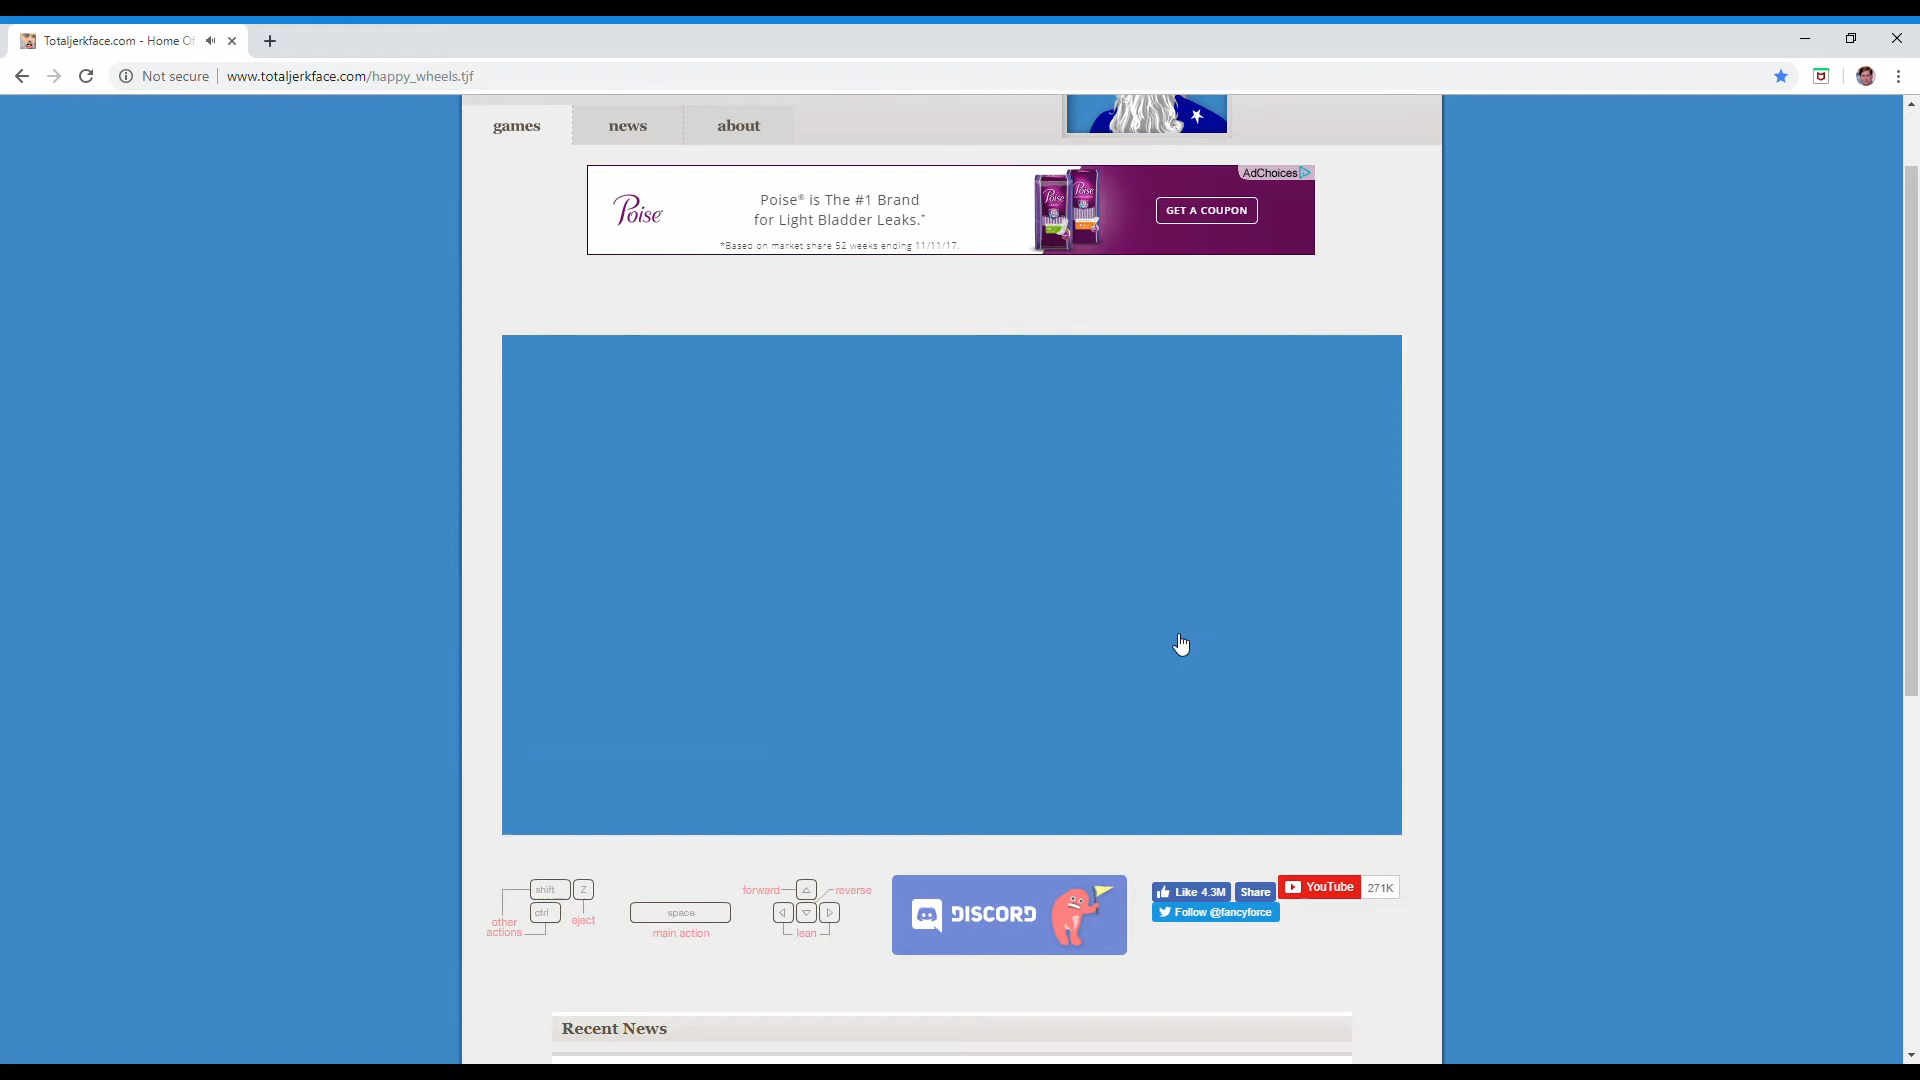 Totaljerkface.com - Home Of
Not secure
www.totaljerkface.com/happy_wheels.tjf
games
news
about
AdChoices
Poise
Poise® is The #1 Brand
for Light Bladder Leaks.*
*Based on market share 52 weeks ending 11/11/17.
Poise
Poise
GET A COUPON
shift
Z
ctrl
other
actions
eject
space
main action
forward
reverse
lean
DISCORD
Like 4.3M
Share
YouTube
271K
Follow @fancyforce
Recent News